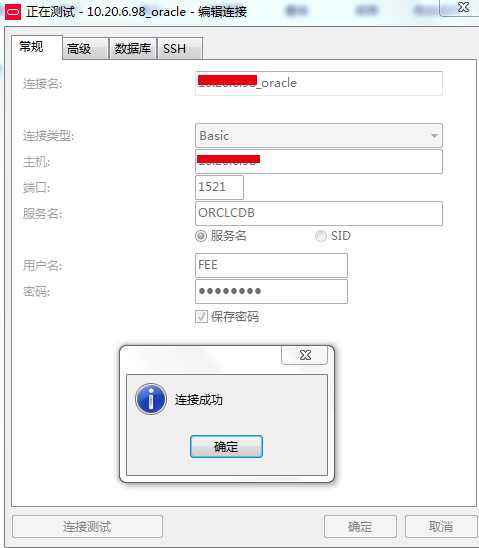 正在测试 - 10.20.6.98_oracle - 编辑连接
常规 高级 数据库 SSH
连接名: _oracle
连接类型: Basic
主机:
端口: 1521
服务名: ORCLCDB
服务名 SID
用户名: FEE
密码: ●●●●●●●●
保存密码
连接成功
确定
连接测试 确定 取消